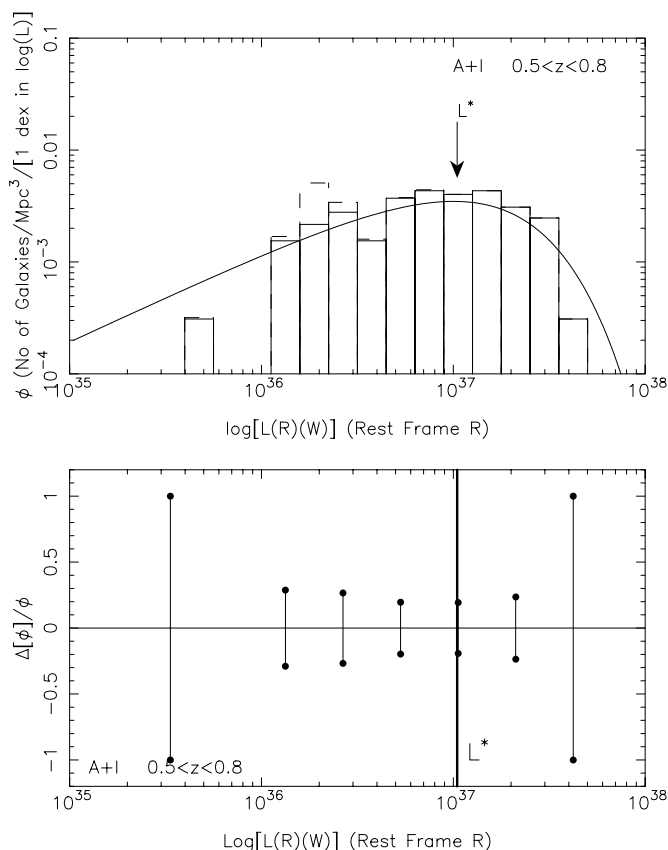 0.1
0.01
10⁻³
10⁻⁴
φ (No of Galaxies/Mpc³/[1 dex in log(L)]
A+I 0.5<z<0.8
L*
10³⁵ 10³⁶ 10³⁷ 10³⁸
log[L(R)(W)] (Rest Frame R)
1
0.5
0
-0.5
-1
Δ[φ]/φ
L*
A+I 0.5<z<0.8
10³⁵ 10³⁶ 10³⁷ 10³⁸
Log[L(R)(W)] (Rest Frame R)